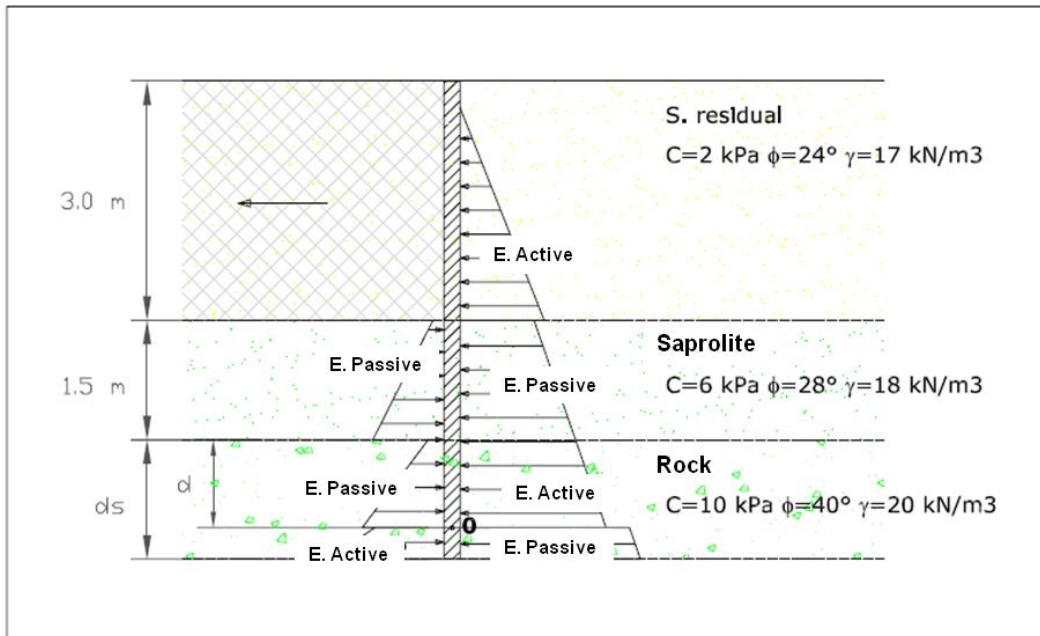 S. residual
C=2 kPa ϕ=24° γ=17 kN/m3
3.0 m
E. Active
Saprolite
E. Passive
E. Passive
1.5 m
C=6 kPa ϕ=28° γ=18 kN/m3
Rock
d
E. Passive
E. Active
ds
C=10 kPa ϕ=40° γ=20 kN/m3
0
E. Active
E. Passive